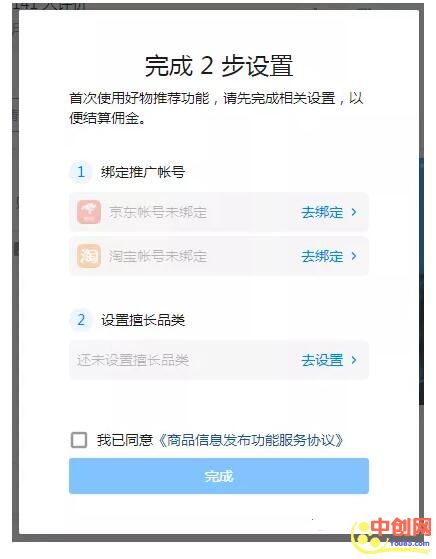 141 人评价
完成 2 步设置
首次使用好物推荐功能，请先完成相关设置，以
便结算佣金。
1 绑定推广帐号
京东帐号未绑定 去绑定 >
淘 淘宝帐号未绑定 去绑定 >
2 设置擅长品类
还未设置擅长品类 去设置 >
我已同意《商品信息发布功能服务协议》
完成
中创网